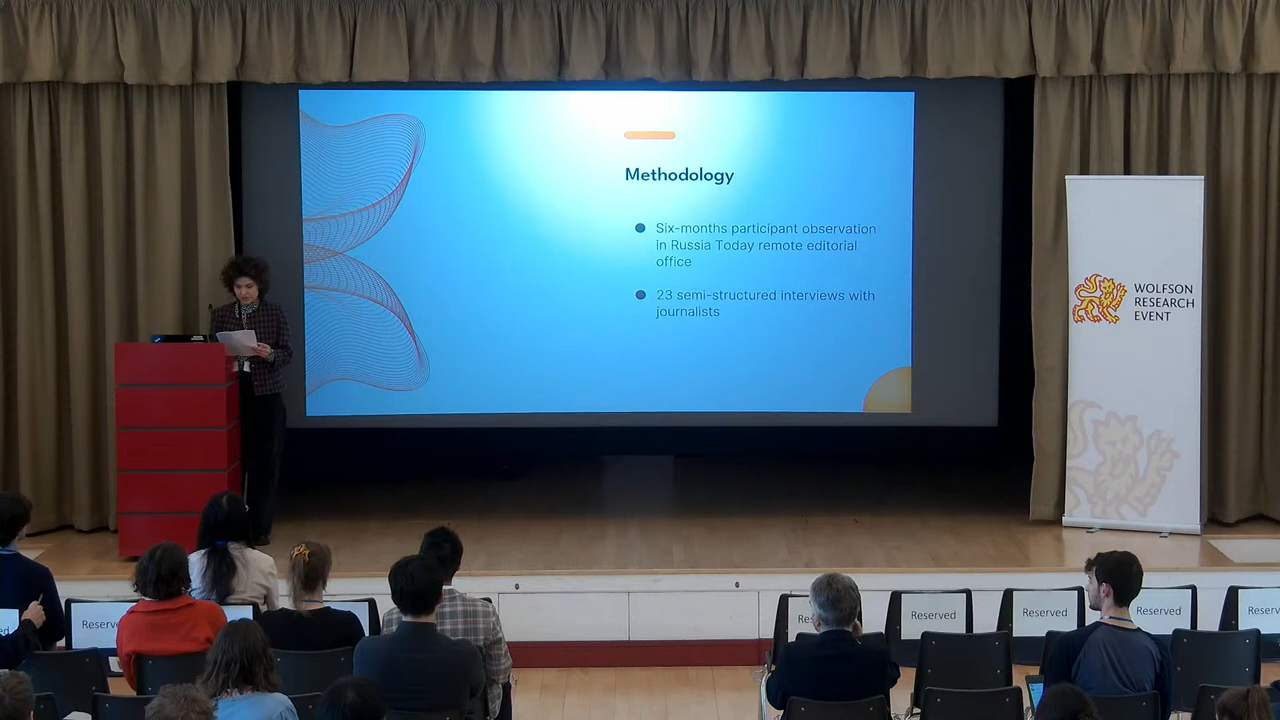 Methodology
Six-months participant observation
in Russia Today remote editorial
office
23 semi-structured interviews with
journalists
WOLFSON
RESEARCH
EVENT
Reserved
Reserved
Reserved